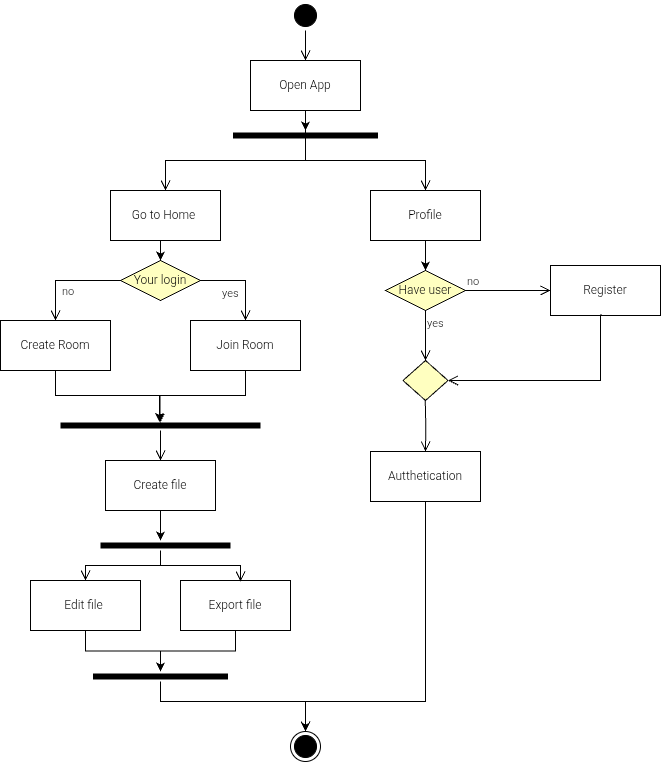 Open App
Go to Home
Profile
Your login
Have user
no
Register
no
yes
yes
Create Room
Join Room
Create file
Autthetication
Edit file
Export file